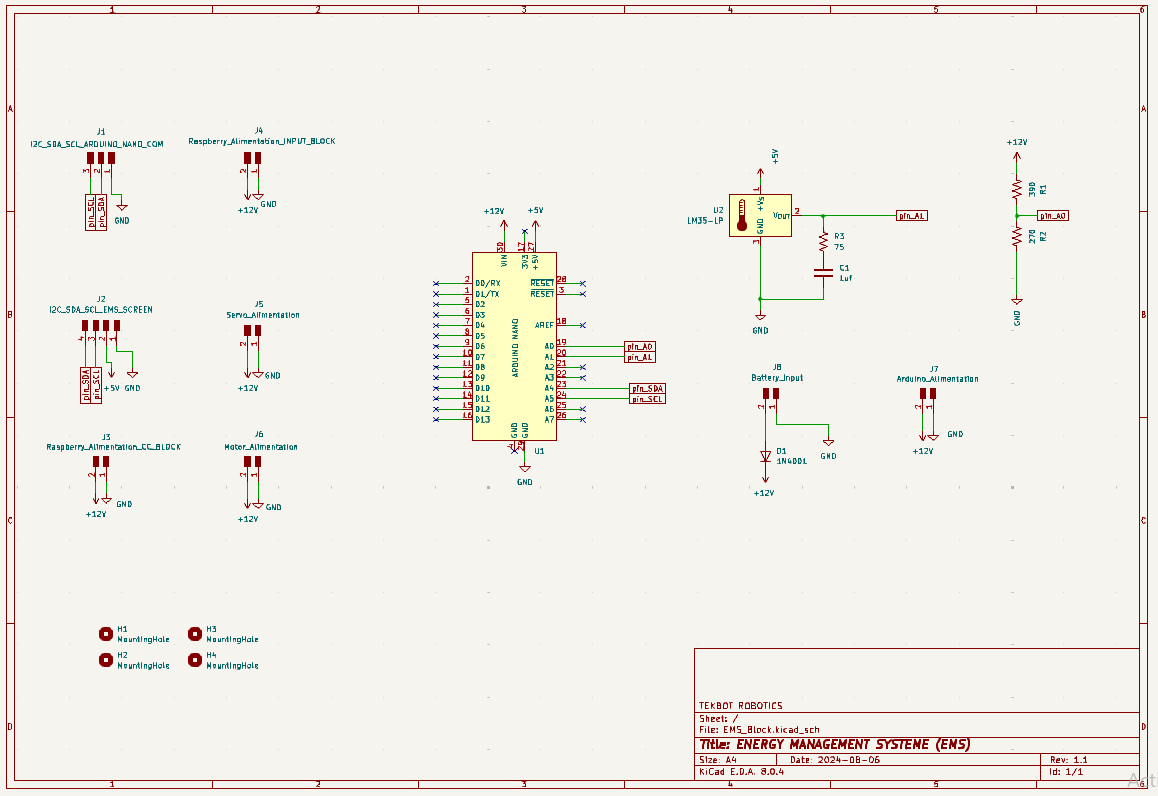 1 2 3 4 5 6
A A
B B
C C
D D
J1
I2C_SDA_SCL_ARDUINO_NANO_COM
3 2 1
pin_SCL
pin_SDA
GND
J4
Raspberry_Alimentation_INPUT_BLOCK
2 1
+12V
GND
J2
I2C_SDA_SCL_EMS_SCREEN
4 3 2 1
pin_SDA
pin_SCL
+5V
GND
J5
Servo_Alimentation
2 1
GND
+12V
J3
Raspberry_Alimentation_CC_BLOCK
2 1
GND
+12V
J6
Motor_Alimentation
2 1
GND
+12V
+12V +5V
30 17 27
VIN 3V3 +5V
2 D0/RX RESET 28
1 D1/TX RESET 3
5 D2
6 D3
7 D4 AREF 18
8 D5
9 D6 A0 19 pin_A0
10 D7 A1 20 pin_A1
11 D8 A2 21
12 D9 A3 22
13 D10 A4 23 pin_SDA
14 D11 A5 24 pin_SCL
15 D12 A6 25
16 D13 A7 26
ARDUINO NANO
GND GND
4 29
U1
GND
+5V
1
U2
LM35-LP
+VS
VOUT
GND
2
3
pin_A1
R3
75
C1
1uf
GND
+12V
390 R1
pin_A0
270 R2
GND
J8
Battery_Input
2 1
GND
D1
1N4001
+12V
J7
Arduino_Alimentation
2 1
GND
+12V
H1
MountingHole
H3
MountingHole
H2
MountingHole
H4
MountingHole
TEKBOT ROBOTICS
Sheet: /
File: EMS_Block.kicad_sch
Title: ENERGY MANAGEMENT SYSTEME (EMS)
Size: A4 Date: 2024-08-06 Rev: 1.1
KiCad E.D.A. 8.0.4 Id: 1/1
1 2 3 4 5 6